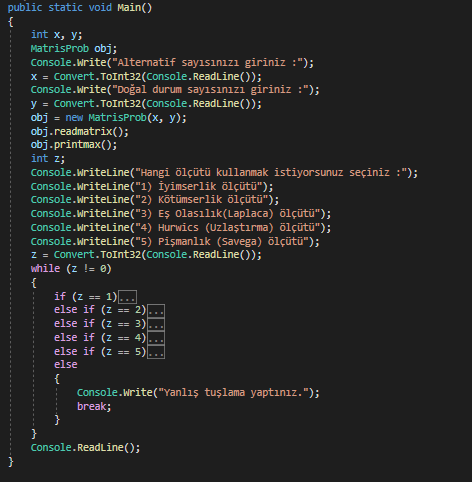 public static void Main()
{
int x, y;
MatrisProb obj;
Console.Write("Alternatif sayısınızı giriniz :");
x = Convert.ToInt32(Console.ReadLine());
Console.Write("Doğal durum sayısınızı giriniz :");
y = Convert.ToInt32(Console.ReadLine());
obj = new MatrisProb(x, y);
obj.readmatrix();
obj.printmax();
int z;
Console.WriteLine("Hangi ölçütü kullanmak istiyorsunuz seçiniz :");
Console.WriteLine("1) İyimserlik ölçütü");
Console.WriteLine("2) Kötümserlik ölçütü");
Console.WriteLine("3) Eş Olasılık(Laplaca) ölçütü");
Console.WriteLine("4) Hurwics (Uzlaştırma) ölçütü");
Console.WriteLine("5) Pişmanlık (Savega) ölçütü");
z = Convert.ToInt32(Console.ReadLine());
while (z != 0)
{
if (z == 1)...
else if (z == 2)...
else if (z == 3)...
else if (z == 4)...
else if (z == 5)...
else
{
Console.Write("Yanlış tuşlama yaptınız.");
break;
}
}
Console.ReadLine();
}